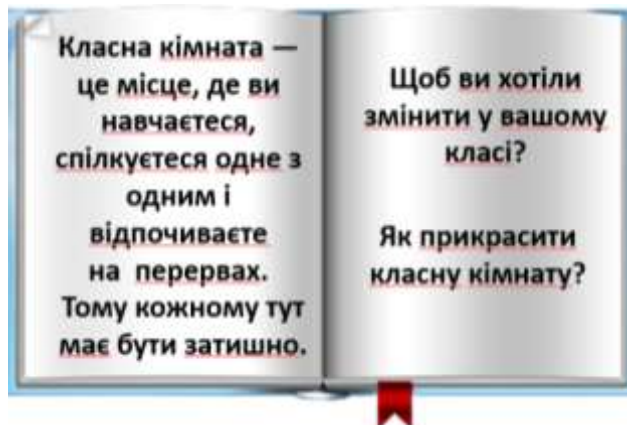 Класна кімната —
це місце, де ви
навчаєтеся,
спілкуєтеся одне з
одним і
відпочиваєте
на перервах.
Тому кожному тут
має бути затишно.
Щоб ви хотіли
змінити у вашому
класі?
Як прикрасити
класну кімнату?